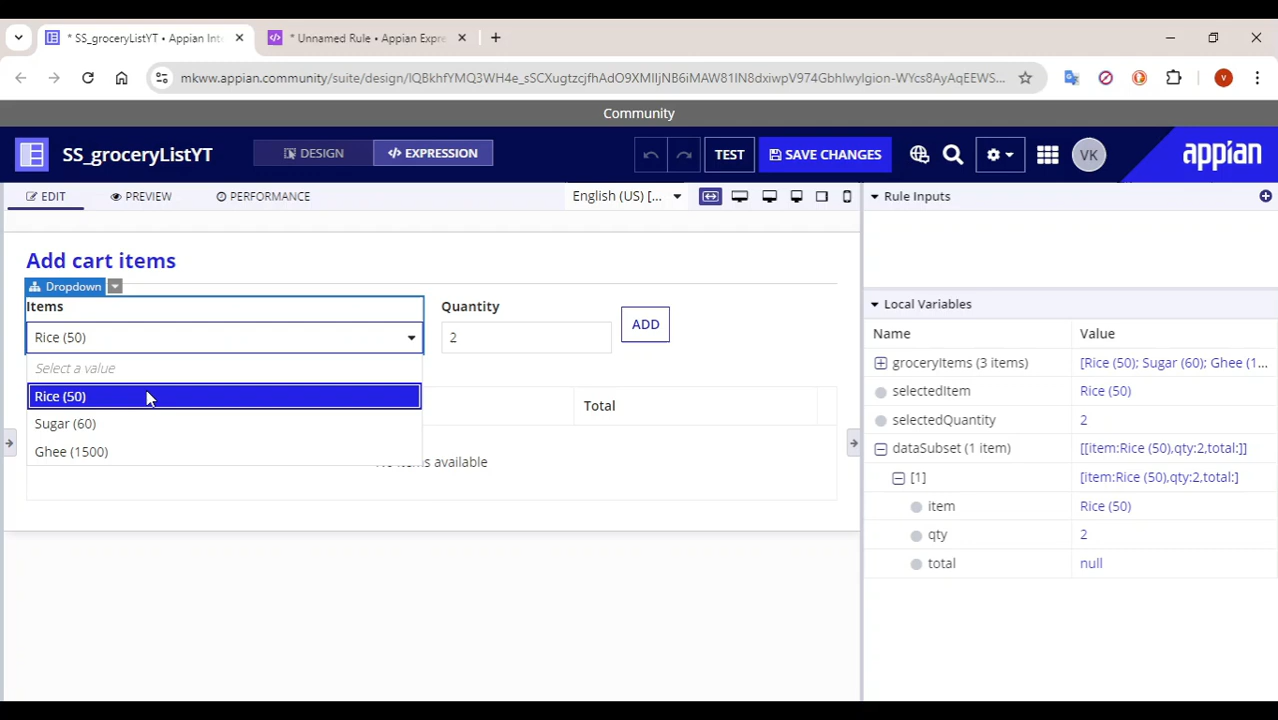 * SS_groceryListYT • Appian Int
* Unnamed Rule • Appian Expre
mkww.appian.community/suite/design/
Community
SS_groceryListYT
DESIGN
EXPRESSION
TEST
SAVE CHANGES
VK
appian
EDIT
PREVIEW
PERFORMANCE
English (US) [...
Rule Inputs
Add cart items
Dropdown
Items
Quantity
Rice (50)
2
ADD
Select a value
Rice (50)
Sugar (60)
Ghee (1500)
Total
items available
Local Variables
Name
Value
groceryItems (3 items)
[Rice (50); Sugar (60); Ghee (1...
selectedItem
Rice (50)
selectedQuantity
2
dataSubset (1 item)
[[item:Rice (50),qty:2,total:]]
[1]
[item:Rice (50),qty:2,total:]
item
Rice (50)
qty
2
total
null